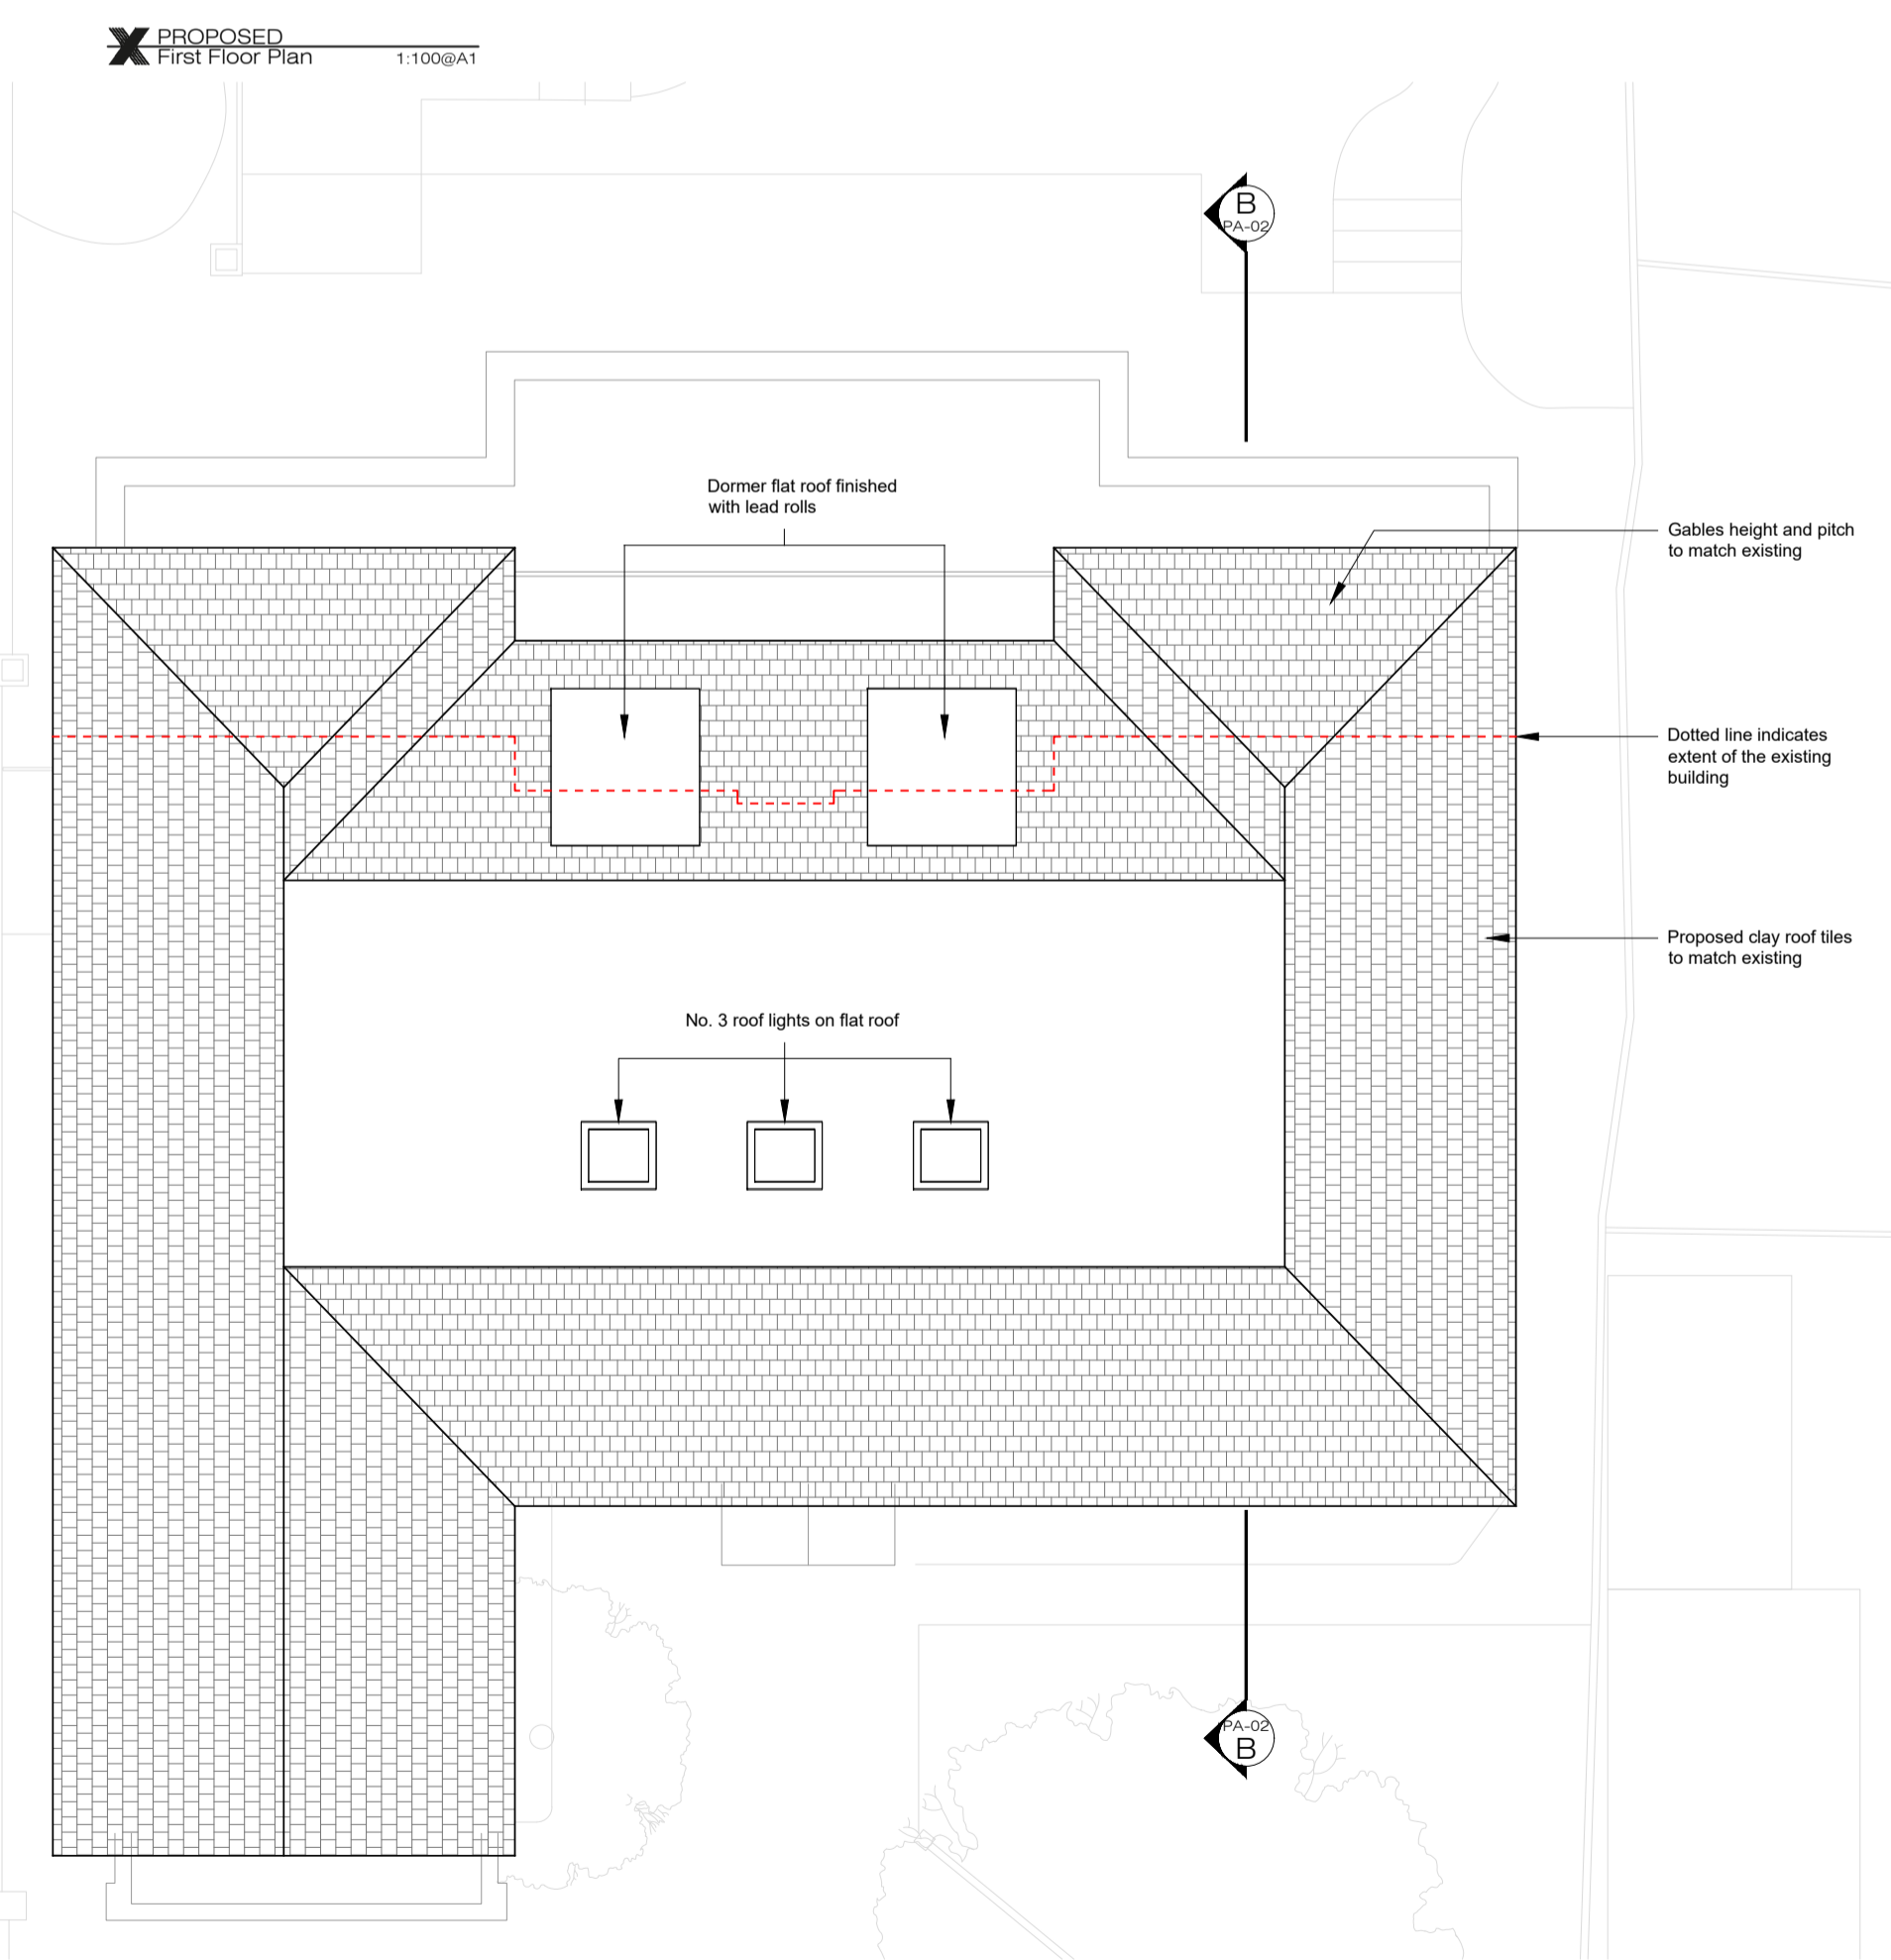 PROPOSED
First Floor Plan
1:100@A1
B
PA-02
Dormer flat roof finished
with lead rolls
Gables height and pitch
to match existing
Dotted line indicates
extent of the existing
building
Proposed clay roof tiles
to match existing
No. 3 roof lights on flat roof
PA-02
B